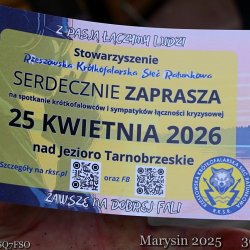 Z PASJĄ ŁĄCZYMY LUDZI
Stowarzyszenie
Rzeszowska Krótkofalarska Sieć Ratunkowa
SERDECZNIE ZAPRASZA
na spotkanie krótkofalowców i sympatyków łączności kryzysowej
25 KWIETNIA 2026
nad Jezioro Tarnobrzeskie
Szczegóły na rksr.pl
oraz FB
ZAWSZE NA DOBREJ FALI!
SQ7FSO
Marysin 2025